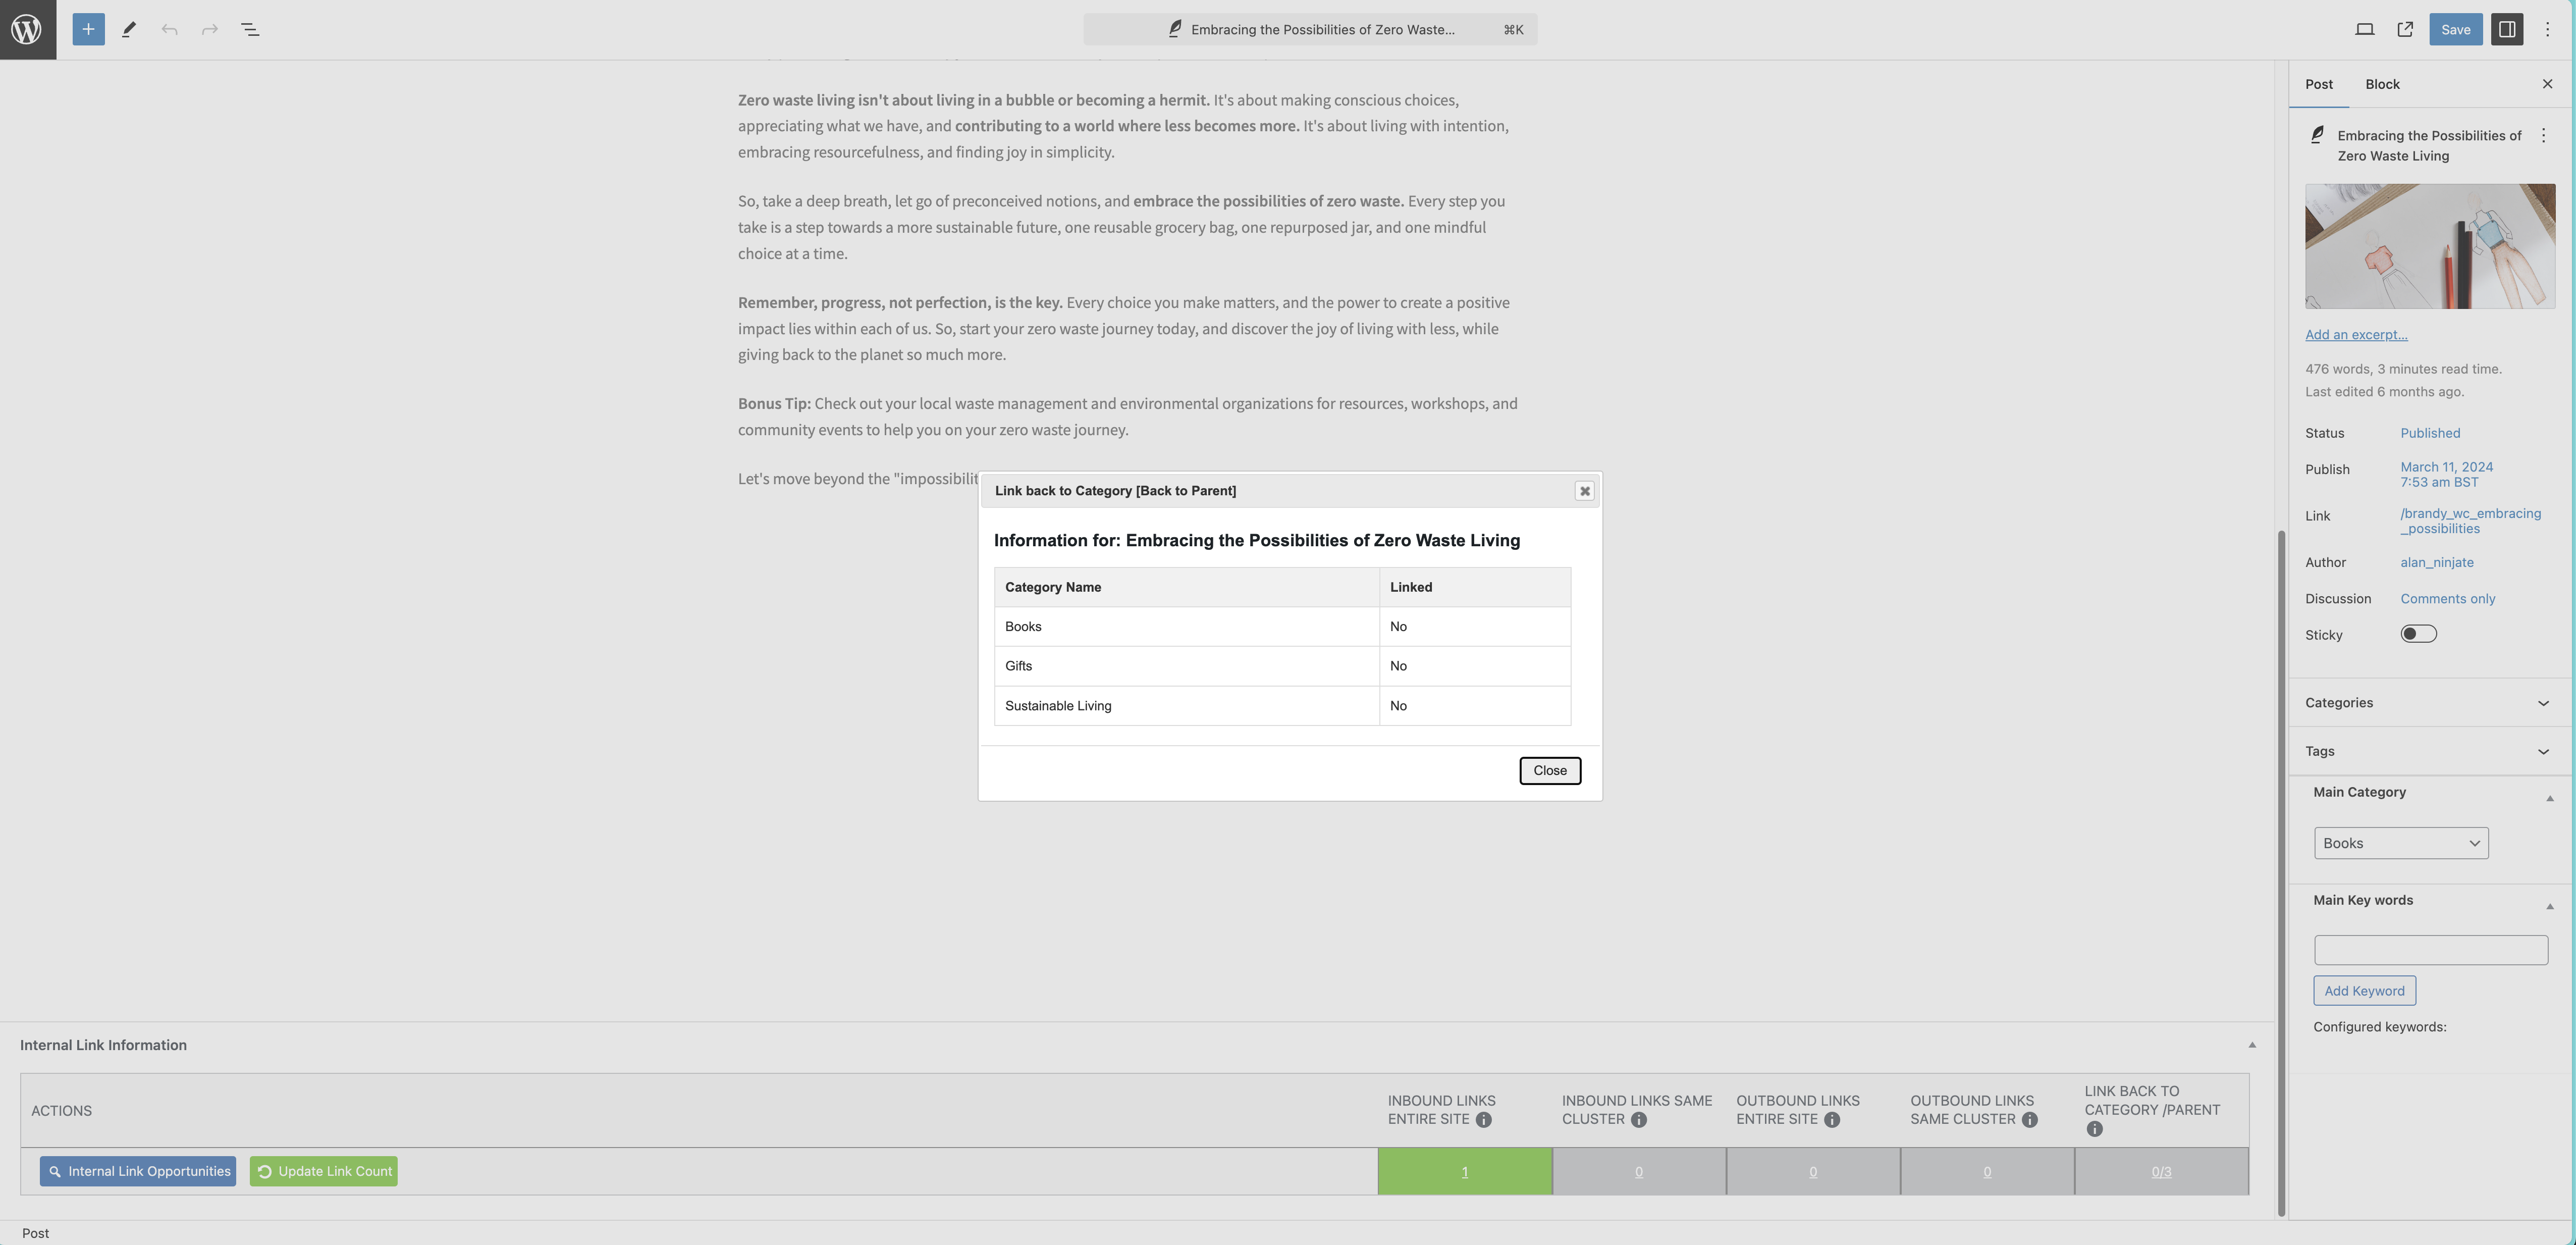 Embracing the Possibilities of Zero Waste... ⌘K
Save
Zero waste living isn't about living in a bubble or becoming a hermit. It's about making conscious choices,
appreciating what we have, and contributing to a world where less becomes more. It's about living with intention,
embracing resourcefulness, and finding joy in simplicity.
So, take a deep breath, let go of preconceived notions, and embrace the possibilities of zero waste. Every step you
take is a step towards a more sustainable future, one reusable grocery bag, one repurposed jar, and one mindful
choice at a time.
Remember, progress, not perfection, is the key. Every choice you make matters, and the power to create a positive
impact lies within each of us. So, start your zero waste journey today, and discover the joy of living with less, while
giving back to the planet so much more.
Bonus Tip: Check out your local waste management and environmental organizations for resources, workshops, and
community events to help you on your zero waste journey.
Let's move beyond the "impossibilit
Link back to Category [Back to Parent]
Information for: Embracing the Possibilities of Zero Waste Living
Category Name Linked
Books No
Gifts No
Sustainable Living No
Close
Post Block
Embracing the Possibilities of
Zero Waste Living
Add an excerpt...
476 words, 3 minutes read time.
Last edited 6 months ago.
Status Published
Publish March 11, 2024
7:53 am BST
Link /brandy_wc_embracing
_possibilities
Author alan_ninjate
Discussion Comments only
Sticky
Categories
Tags
Main Category
Books
Main Key words
Add Keyword
Configured keywords:
Internal Link Information
ACTIONS
INBOUND LINKS
ENTIRE SITE
INBOUND LINKS SAME
CLUSTER
OUTBOUND LINKS
ENTIRE SITE
OUTBOUND LINKS
SAME CLUSTER
LINK BACK TO
CATEGORY /PARENT
Internal Link Opportunities Update Link Count 1 0 0 0 0/3
Post